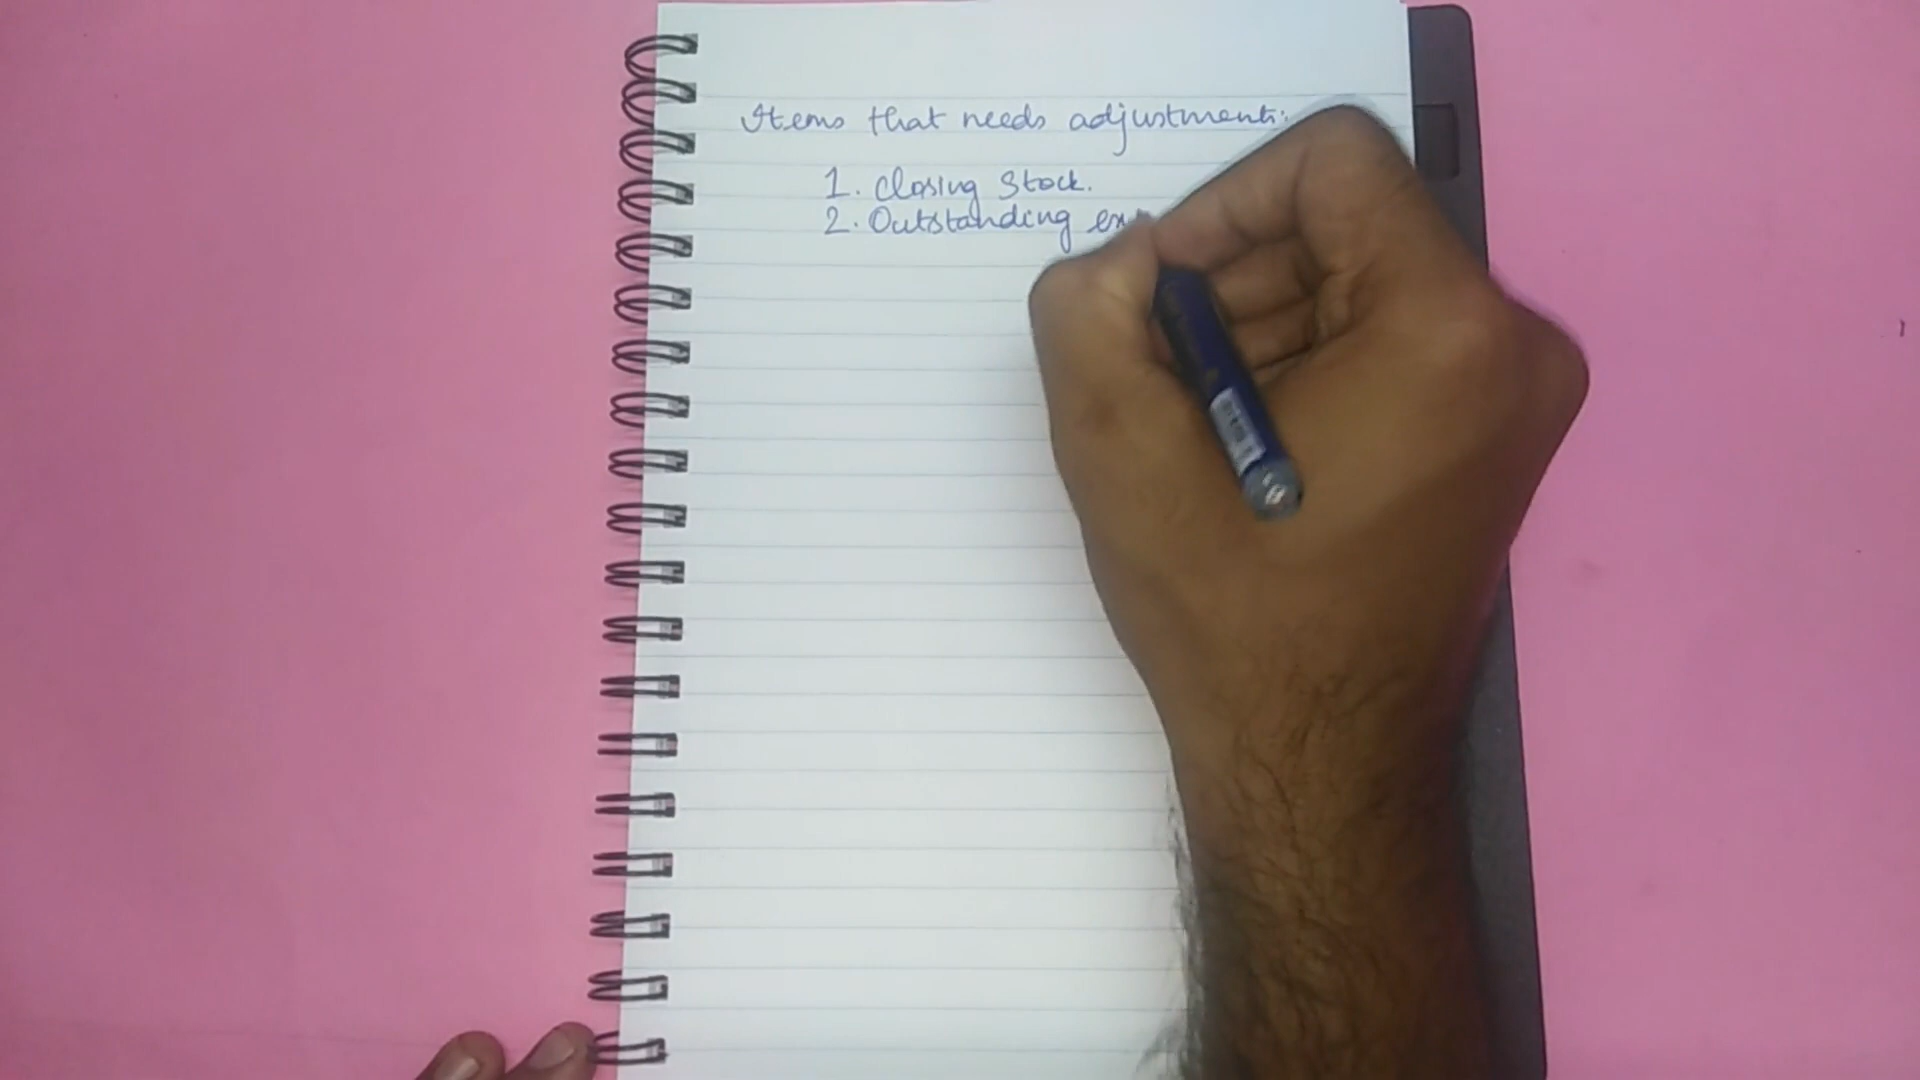 Items that needs adjustment:
1. Closing Stock.
2. Outstanding